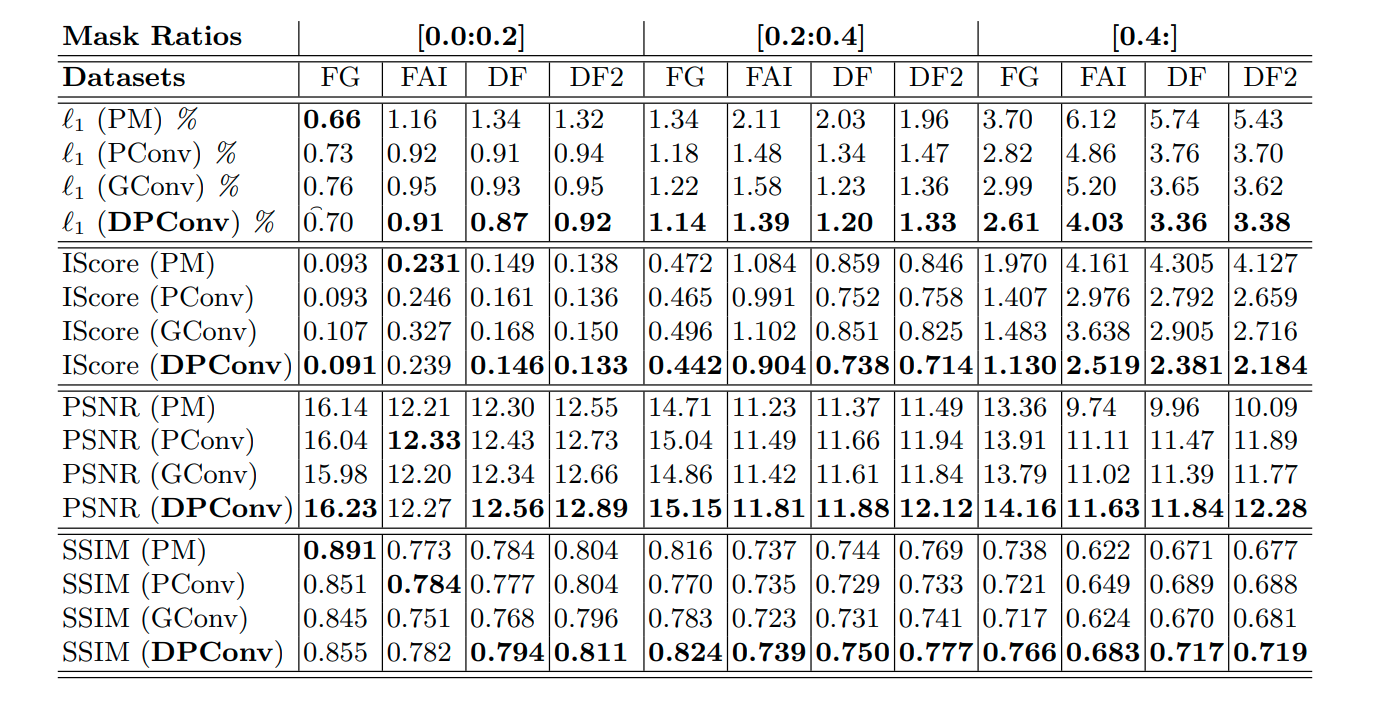 Mask Ratios [0.0:0.2] [0.2:0.4] [0.4:]
Datasets FG FAI DF DF2 FG FAI DF DF2 FG FAI DF DF2
ℓ1 (PM) % 0.66 1.16 1.34 1.32 1.34 2.11 2.03 1.96 3.70 6.12 5.74 5.43
ℓ1 (PConv) % 0.73 0.92 0.91 0.94 1.18 1.48 1.34 1.47 2.82 4.86 3.76 3.70
ℓ1 (GConv) % 0.76 0.95 0.93 0.95 1.22 1.58 1.23 1.36 2.99 5.20 3.65 3.62
ℓ1 (DPConv) % 0.70 0.91 0.87 0.92 1.14 1.39 1.20 1.33 2.61 4.03 3.36 3.38
IScore (PM) 0.093 0.231 0.149 0.138 0.472 1.084 0.859 0.846 1.970 4.161 4.305 4.127
IScore (PConv) 0.093 0.246 0.161 0.136 0.465 0.991 0.752 0.758 1.407 2.976 2.792 2.659
IScore (GConv) 0.107 0.327 0.168 0.150 0.496 1.102 0.851 0.825 1.483 3.638 2.905 2.716
IScore (DPConv) 0.091 0.239 0.146 0.133 0.442 0.904 0.738 0.714 1.130 2.519 2.381 2.184
PSNR (PM) 16.14 12.21 12.30 12.55 14.71 11.23 11.37 11.49 13.36 9.74 9.96 10.09
PSNR (PConv) 16.04 12.33 12.43 12.73 15.04 11.49 11.66 11.94 13.91 11.11 11.47 11.89
PSNR (GConv) 15.98 12.20 12.34 12.66 14.86 11.42 11.61 11.84 13.79 11.02 11.39 11.77
PSNR (DPConv) 16.23 12.27 12.56 12.89 15.15 11.81 11.88 12.12 14.16 11.63 11.84 12.28
SSIM (PM) 0.891 0.773 0.784 0.804 0.816 0.737 0.744 0.769 0.738 0.622 0.671 0.677
SSIM (PConv) 0.851 0.784 0.777 0.804 0.770 0.735 0.729 0.733 0.721 0.649 0.689 0.688
SSIM (GConv) 0.845 0.751 0.768 0.796 0.783 0.723 0.731 0.741 0.717 0.624 0.670 0.681
SSIM (DPConv) 0.855 0.782 0.794 0.811 0.824 0.739 0.750 0.777 0.766 0.683 0.717 0.719